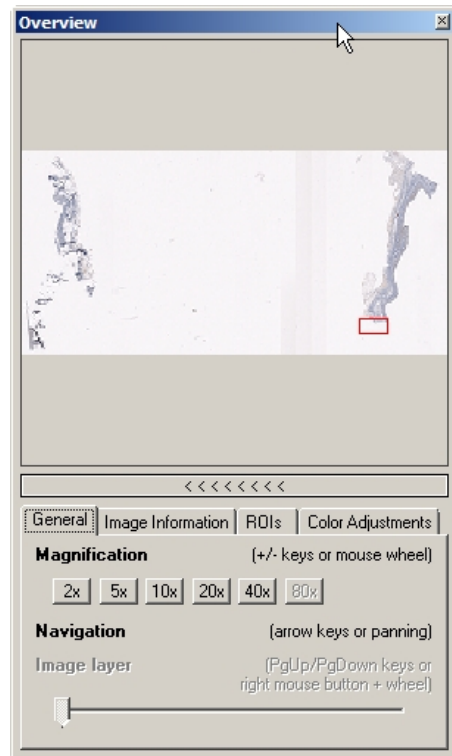 Overview
<<<<<<<<
General Image Information ROIs Color Adjustments
Magnification (+/- keys or mouse wheel)
2x 5x 10x 20x 40x 80x
Navigation (arrow keys or panning)
Image layer (PgUp/PgDown keys or
right mouse button + wheel)